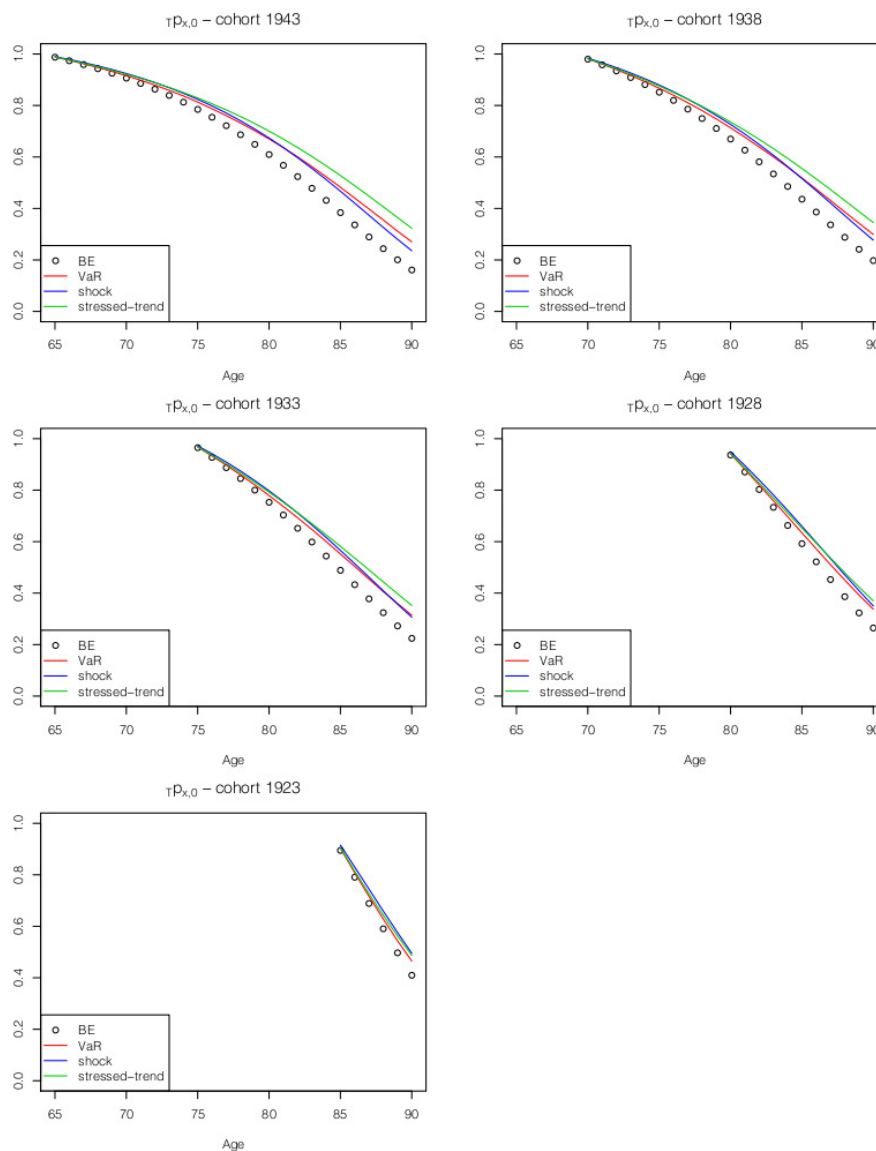 Tpx,0 – cohort 1943
0.0 0.2 0.4 0.6 0.8 1.0
BE
VaR
shock
stressed−trend
65 70 75 80 85 90
Age
Tpx,0 – cohort 1938
0.0 0.2 0.4 0.6 0.8 1.0
BE
VaR
shock
stressed−trend
65 70 75 80 85 90
Age
Tpx,0 – cohort 1933
0.0 0.2 0.4 0.6 0.8 1.0
BE
VaR
shock
stressed−trend
65 70 75 80 85 90
Age
Tpx,0 – cohort 1928
0.0 0.2 0.4 0.6 0.8 1.0
BE
VaR
shock
stressed−trend
65 70 75 80 85 90
Age
Tpx,0 – cohort 1923
0.0 0.2 0.4 0.6 0.8 1.0
BE
VaR
shock
stressed−trend
65 70 75 80 85 90
Age